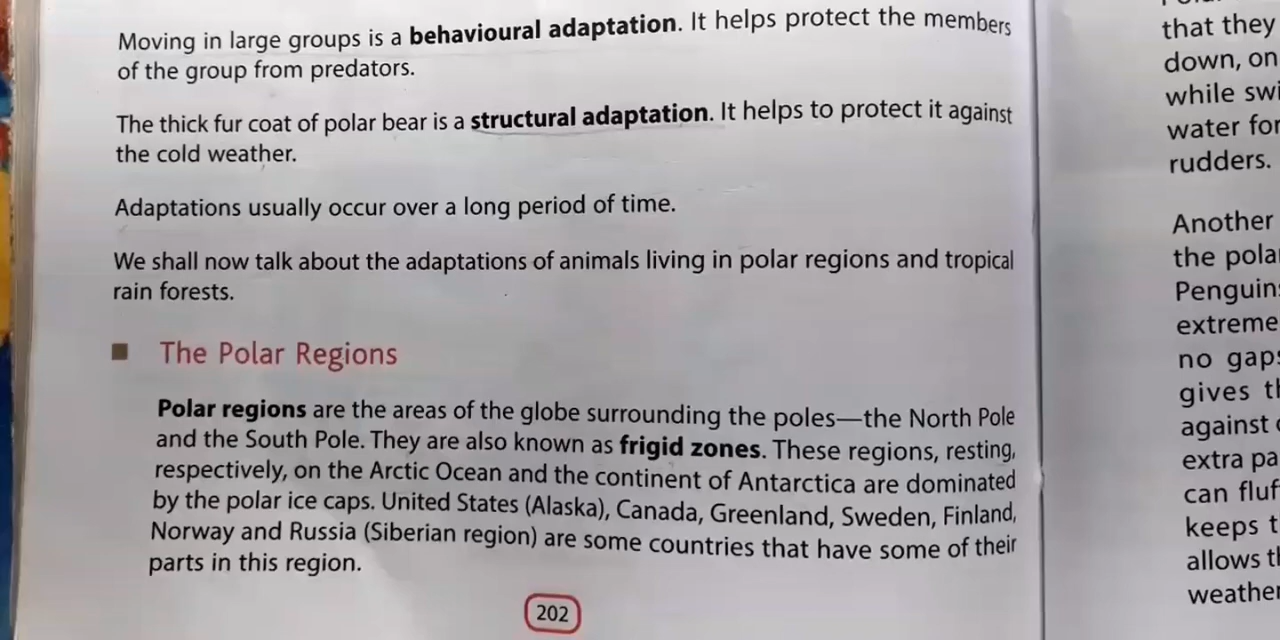 Moving in large groups is a behavioural adaptation. It helps protect the members
of the group from predators.
The thick fur coat of polar bear is a structural adaptation. It helps to protect it against
the cold weather.
Adaptations usually occur over a long period of time.
We shall now talk about the adaptations of animals living in polar regions and tropical
rain forests.
The Polar Regions
Polar regions are the areas of the globe surrounding the poles—the North Pole
and the South Pole. They are also known as frigid zones. These regions, resting,
respectively, on the Arctic Ocean and the continent of Antarctica are dominated
by the polar ice caps. United States (Alaska), Canada, Greenland, Sweden, Finland,
Norway and Russia (Siberian region) are some countries that have some of their
parts in this region.
202
that they
down, on
while
water for
rudders.
Another
the
extreme
no
gives
against
extra
can
keeps
allows